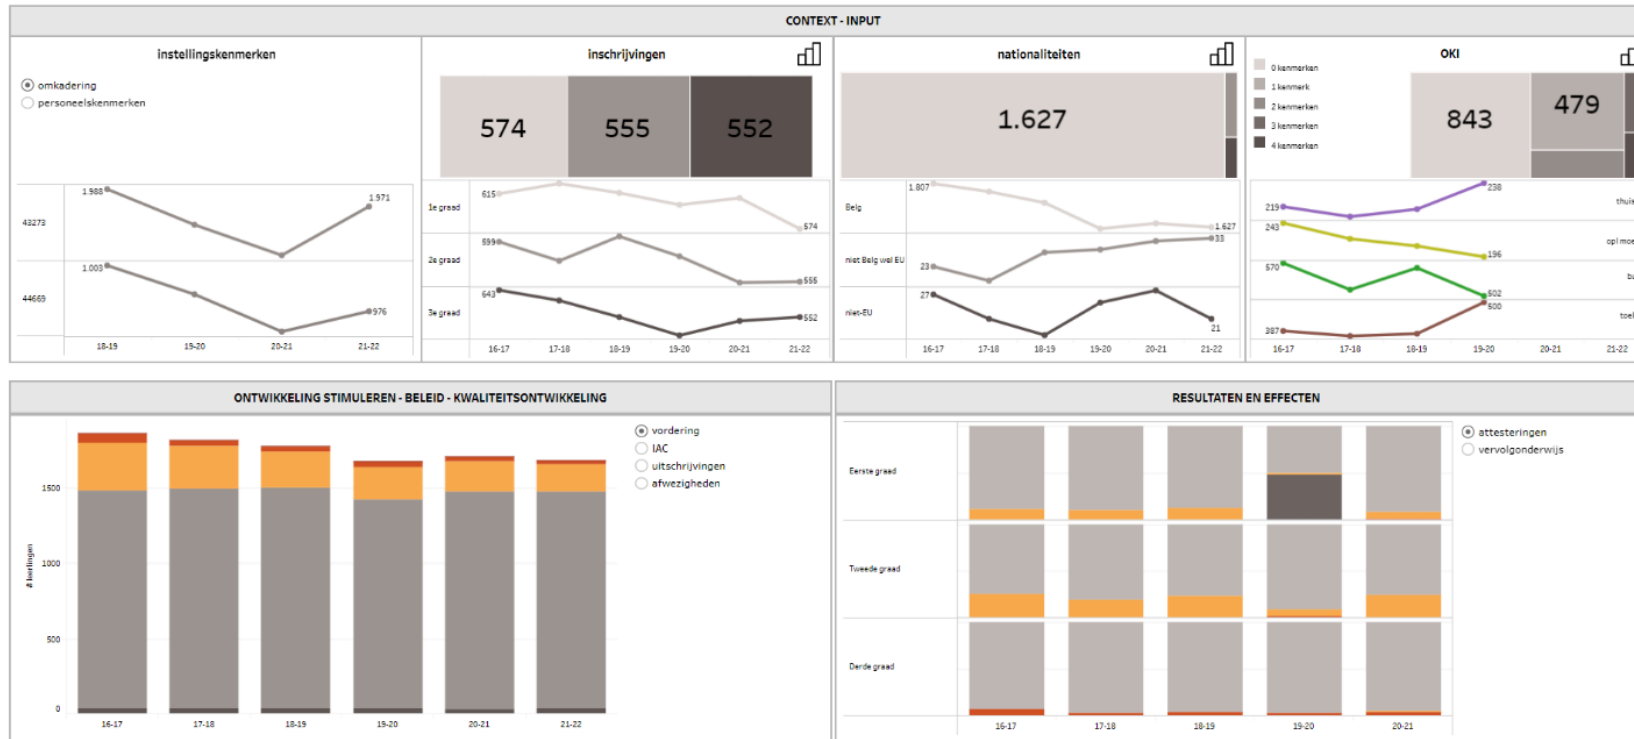 CONTEXT - INPUT
instellingskenmerken
omkadering
personeelskenmerken
43273
1.988
1.971
44669
1.003
976
18-19 19-20 20-21 21-22
inschrijvingen
574 555 552
1e graad
615
574
2e graad
599
555
3e graad
643
552
16-17 17-18 18-19 19-20 20-21 21-22
nationaliteiten
1.627
Belg
1.807
1.627
niet Belg wel EU
23
33
niet-EU
27
21
16-17 17-18 18-19 19-20 20-21 21-22
OKI
0 kenmerken
1 kenmerk
2 kenmerken
3 kenmerken
4 kenmerken
843 479
219
238
thuie
243
196
opl moe
570
502
bu
387
500
toel
16-17 17-18 18-19 19-20 20-21 21-22
ONTWIKKELING STIMULEREN - BELEID - KWALITEITSONTWIKKELING
vordering
IAC
uitschrijvingen
afwezigheden
# leerlingen
1500
1000
500
0
16-17 17-18 18-19 19-20 20-21 21-22
RESULTATEN EN EFFECTEN
attesteringen
vervolgonderwijs
Eerste graad
Tweede graad
Derde graad
16-17 17-18 18-19 19-20 20-21